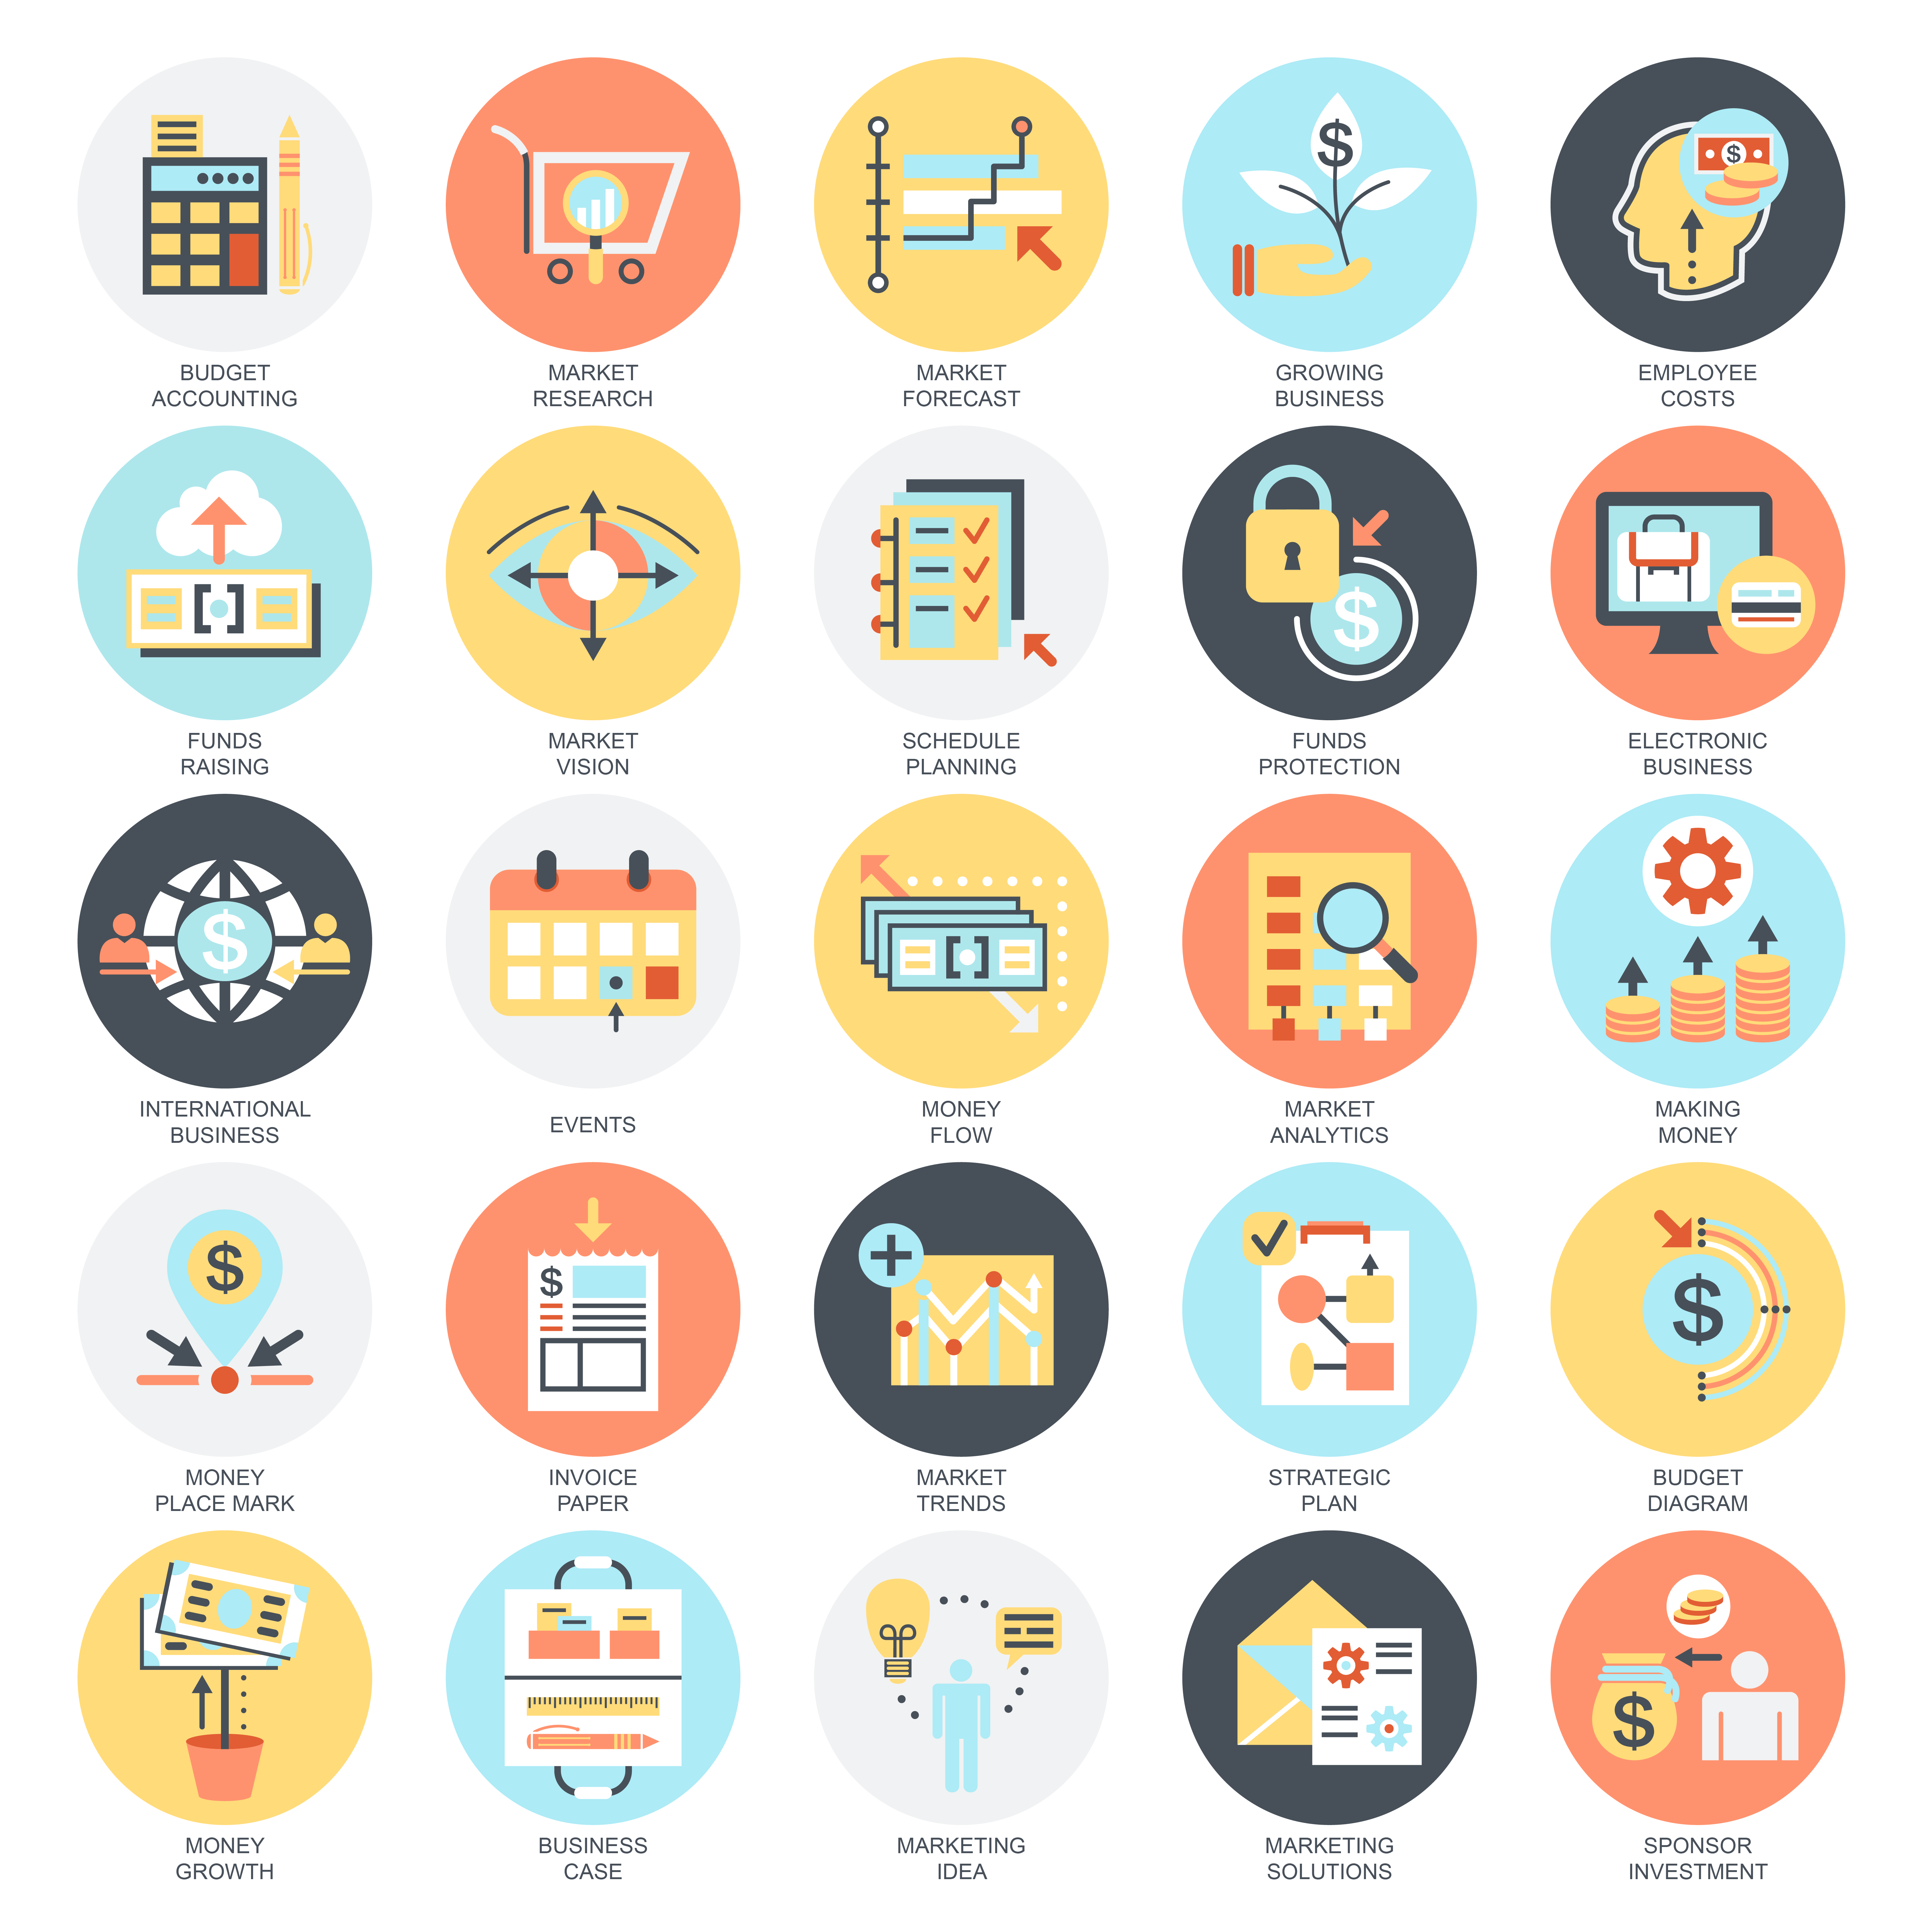 $
$
BUDGET
ACCOUNTING
MARKET
RESEARCH
MARKET
FORECAST
GROWING
BUSINESS
EMPLOYEE
COSTS
$
FUNDS
RAISING
MARKET
VISION
SCHEDULE
PLANNING
FUNDS
PROTECTION
ELECTRONIC
BUSINESS
$
INTERNATIONAL
BUSINESS
EVENTS
MONEY
FLOW
MARKET
ANALYTICS
MAKING
MONEY
$
$
$
MONEY
PLACE MARK
INVOICE
PAPER
MARKET
TRENDS
STRATEGIC
PLAN
BUDGET
DIAGRAM
$
MONEY
GROWTH
BUSINESS
CASE
MARKETING
IDEA
MARKETING
SOLUTIONS
SPONSOR
INVESTMENT